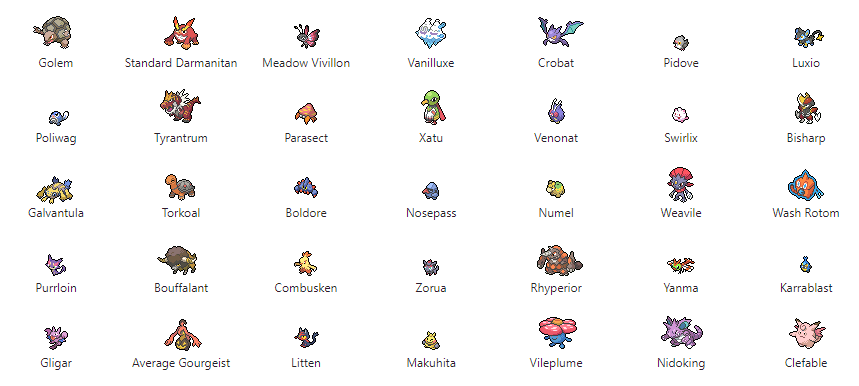 Golem Standard Darmanitan Meadow Vivillon Vanilluxe Crobat Pidove Luxio
Poliwag Tyrantrum Parasect Xatu Venonat Swirlix Bisharp
Galvantula Torkoal Boldore Nosepass Numel Weavile Wash Rotom
Purrloin Bouffalant Combusken Zorua Rhyperior Yanma Karrablast
Gligar Average Gourgeist Litten Makuhita Vileplume Nidoking Clefable